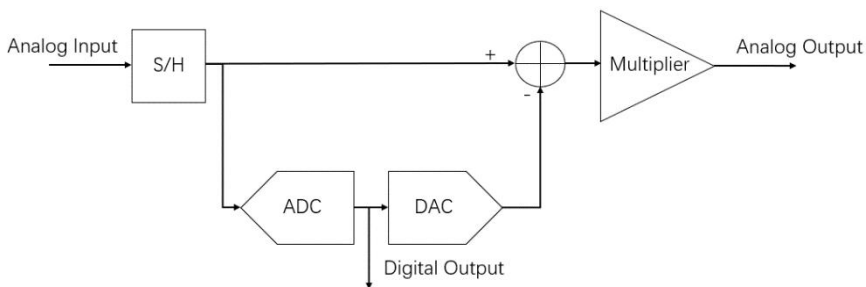 Analog Input
S/H
+
-
Multiplier
Analog Output
ADC
DAC
Digital Output